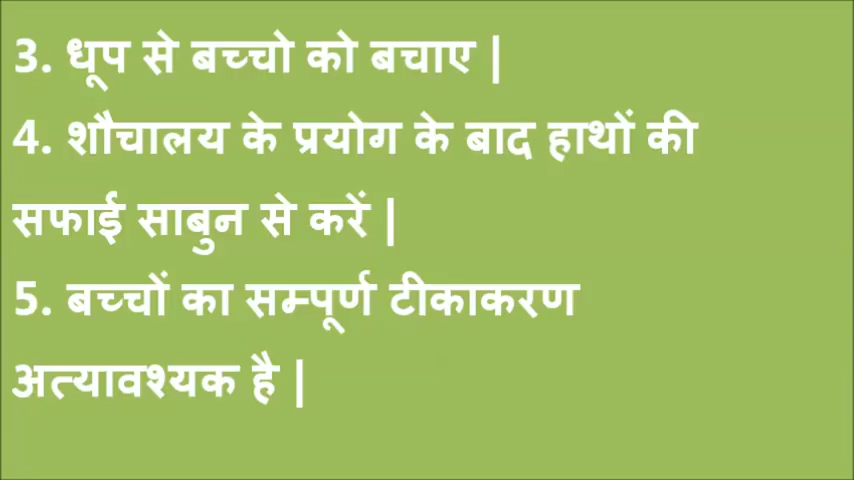 3. धूप से बच्चो को बचाए |
4. शौचालय के प्रयोग के बाद हाथों की
सफाई साबुन से करें |
5. बच्चों का सम्पूर्ण टीकाकरण
अत्यावश्यक है |